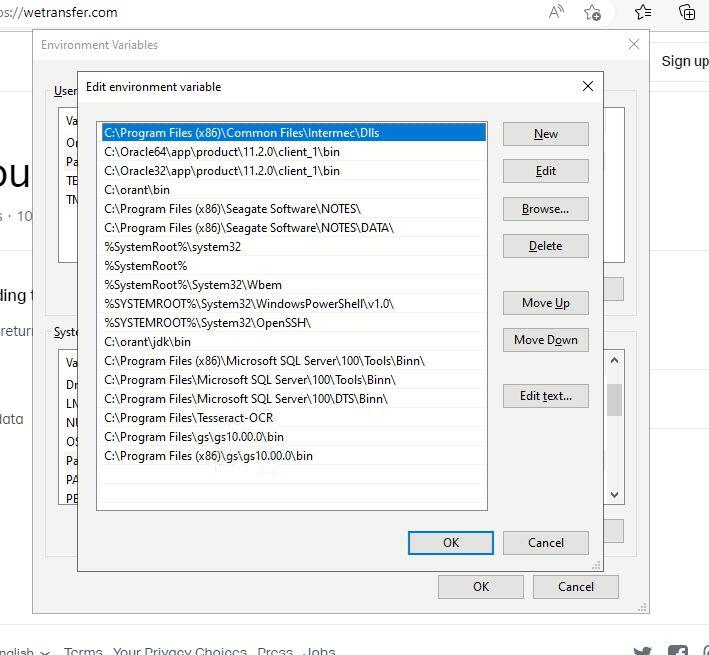 ps://wetransfer.com
Environment Variables
Sign up
Edit environment variable
User
Va
C:\Program Files (x86)\Common Files\Intermec\Dlls
New
C:\Oracle64\app\product\11.2.0\client_1\bin
C:\Oracle32\app\product\11.2.0\client_1\bin
Edit
C:\orant\bin
C:\Program Files (x86)\Seagate Software\NOTES\
Browse...
C:\Program Files (x86)\Seagate Software\NOTES\DATA\
%SystemRoot%\system32
Delete
%SystemRoot%
%SystemRoot%\System32\Wbem
%SYSTEMROOT%\System32\WindowsPowerShell\v1.0\
Move Up
%SYSTEMROOT%\System32\OpenSSH\
C:\orant\jdk\bin
Move Down
C:\Program Files (x86)\Microsoft SQL Server\100\Tools\Binn\
C:\Program Files\Microsoft SQL Server\100\Tools\Binn\
C:\Program Files\Microsoft SQL Server\100\DTS\Binn\
Edit text...
C:\Program Files\Tesseract-OCR
C:\Program Files\gs\gs10.00.0\bin
C:\Program Files (x86)\gs\gs10.00.0\bin
Or
Pa
TE
TN
Syste
Va
Dr
LN
NU
OS
Pa
PA
PE
ou
· 10
ding t
return
data
OK
Cancel
OK
Cancel
nglish
Terms
Your Privacy Choices
Press
Jobs